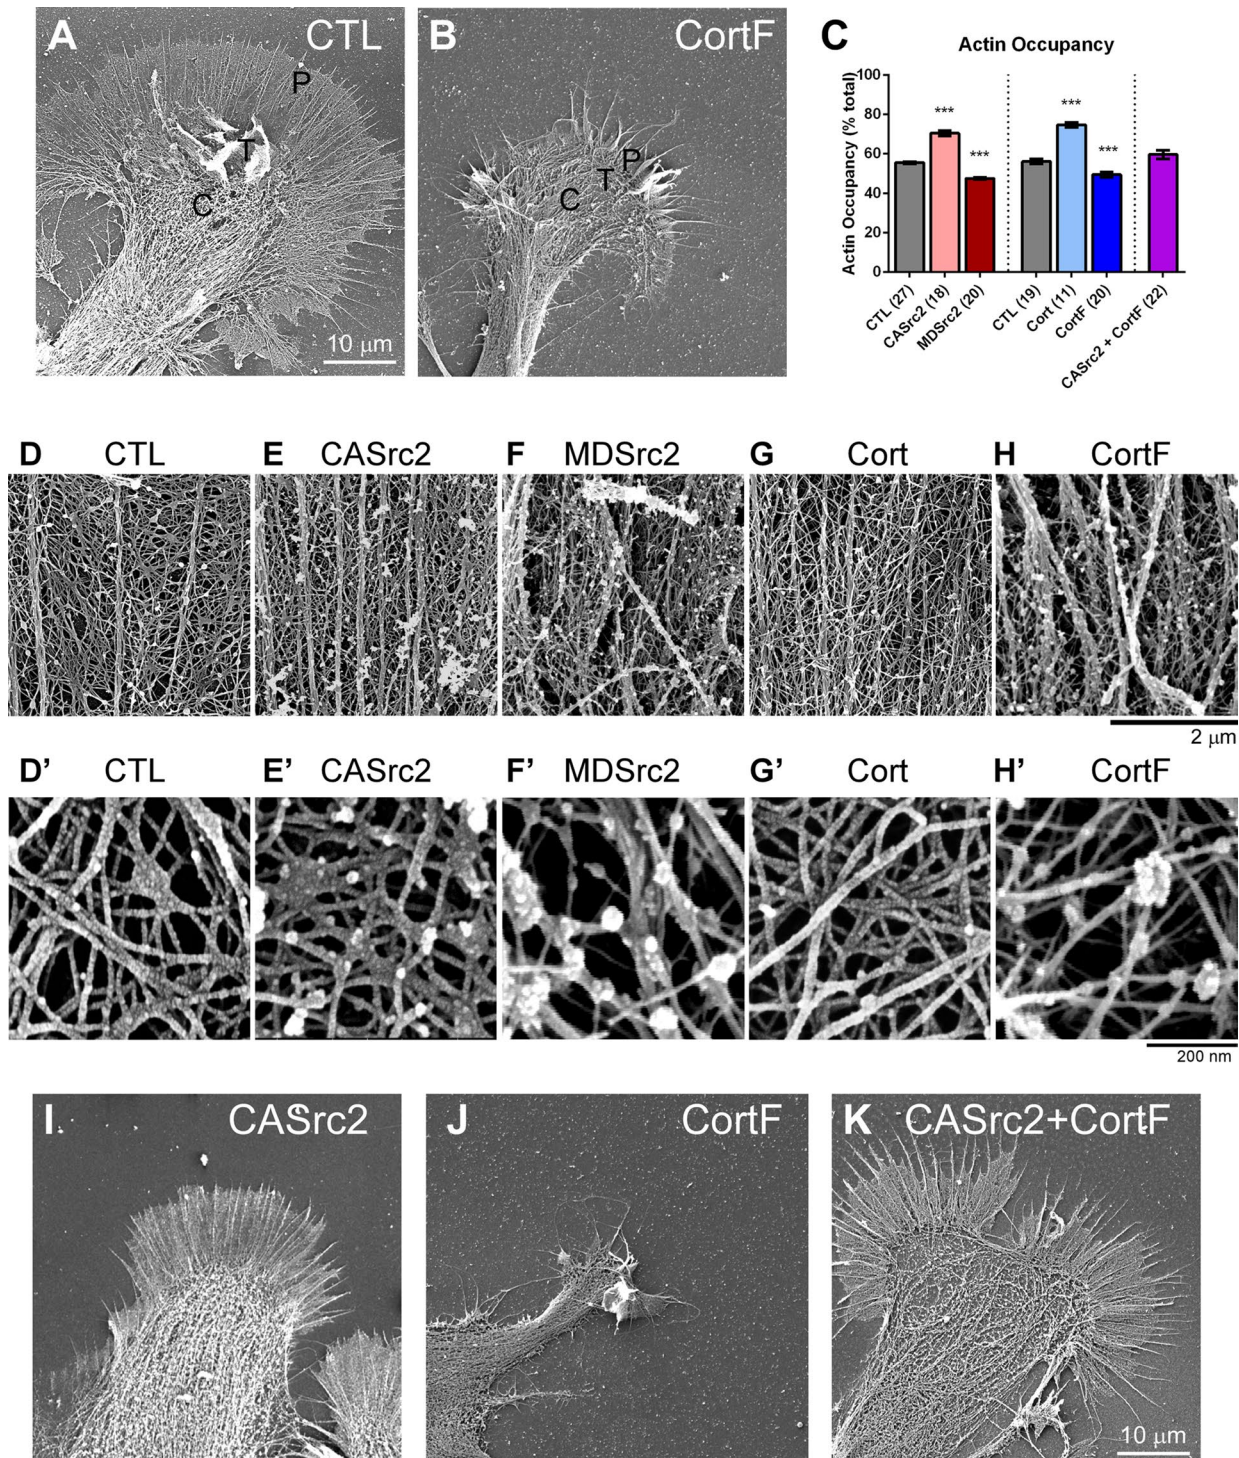 A CTL
P
T
C
10 μm
B CortF
P
T
C
C
Actin Occupancy
Actin Occupancy (% total)
100
80
60
40
20
0
***
***
***
***
CTL (27)
CASrc2 (18)
MDSrc2 (20)
CTL (19)
Cort (11)
CortF (20)
CASrc2 + CortF (22)
D CTL
E CASrc2
F MDSrc2
G Cort
H CortF
2 μm
D’ CTL
E’ CASrc2
F’ MDSrc2
G’ Cort
H’ CortF
200 nm
I CASrc2
J CortF
K CASrc2+CortF
10 μm